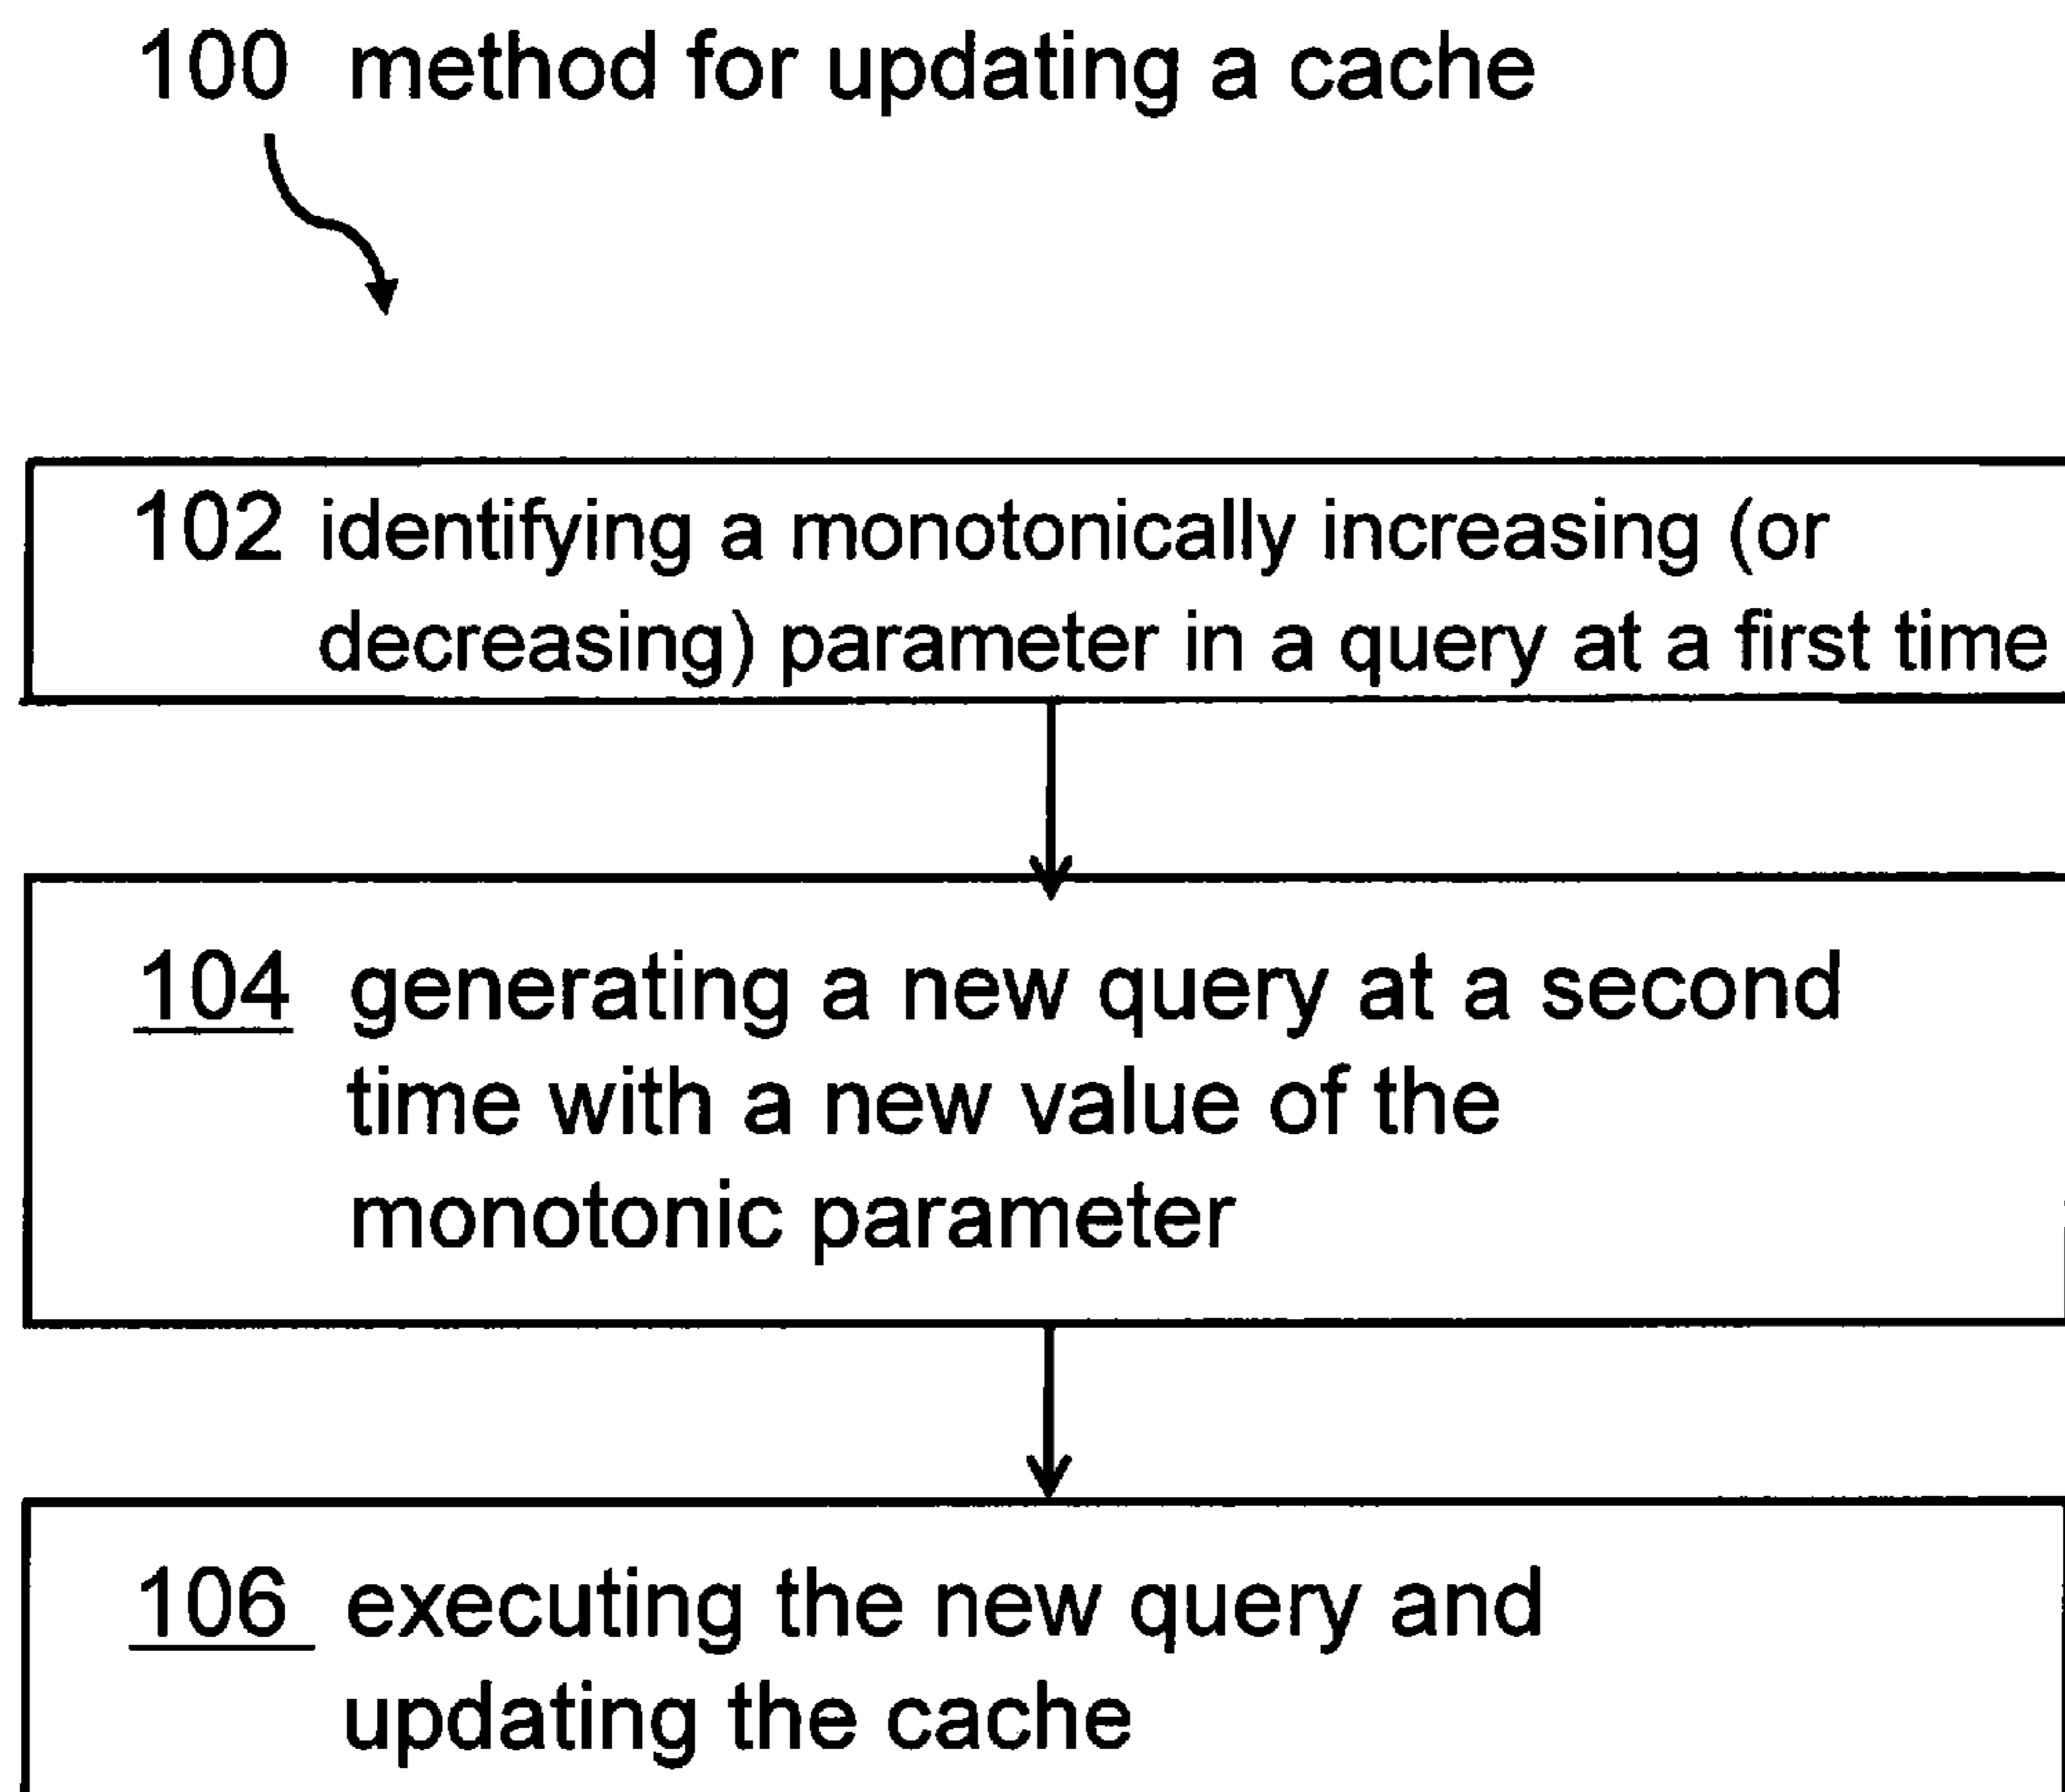 100 method for updating a cache
102 identifying a monotonically increasing (or
decreasing) parameter in a query at a first time
104 generating a new query at a second
time with a new value of the
monotonic parameter
106 executing the new query and
updating the cache